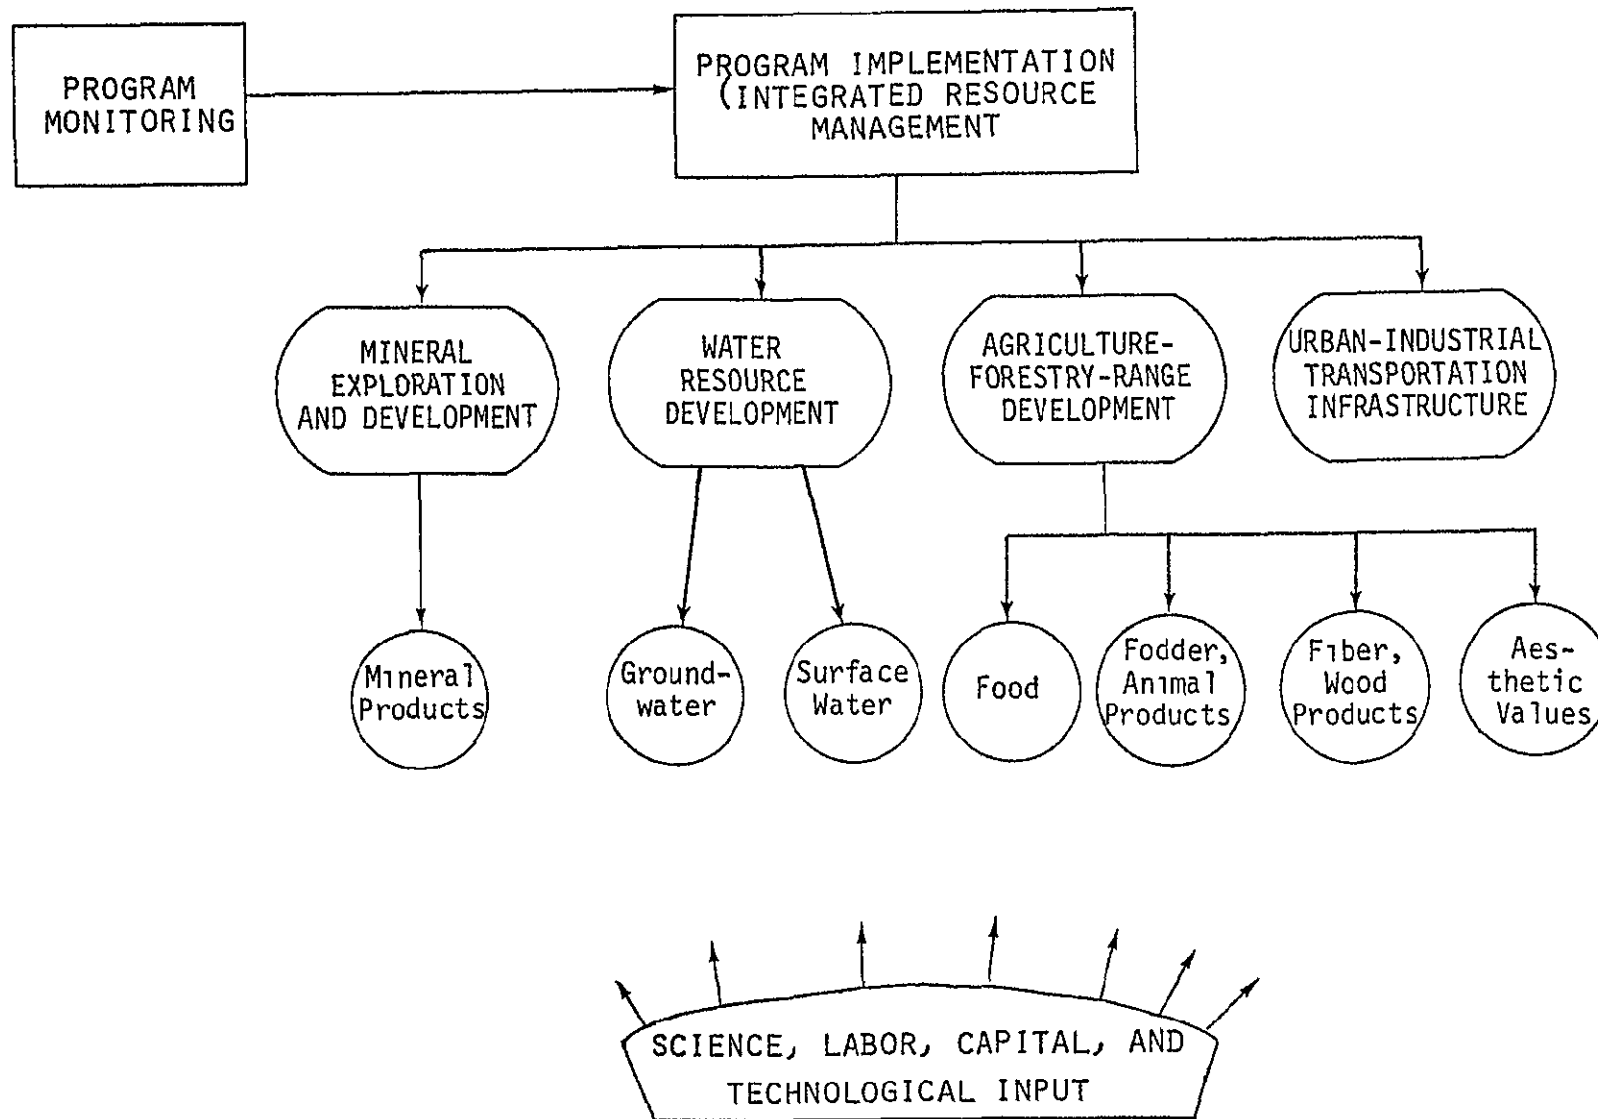 PROGRAM
MONITORING
PROGRAM IMPLEMENTATION
(INTEGRATED RESOURCE
MANAGEMENT
MINERAL
EXPLORATION
AND DEVELOPMENT
WATER
RESOURCE
DEVELOPMENT
AGRICULTURE-
FORESTRY-RANGE
DEVELOPMENT
URBAN-INDUSTRIAL
TRANSPORTATION
INFRASTRUCTURE
Mineral
Products
Ground-
water
Surface
Water
Food
Fodder,
Animal
Products
Fiber,
Wood
Products
Aes-
thetic
Values
SCIENCE, LABOR, CAPITAL, AND
TECHNOLOGICAL INPUT